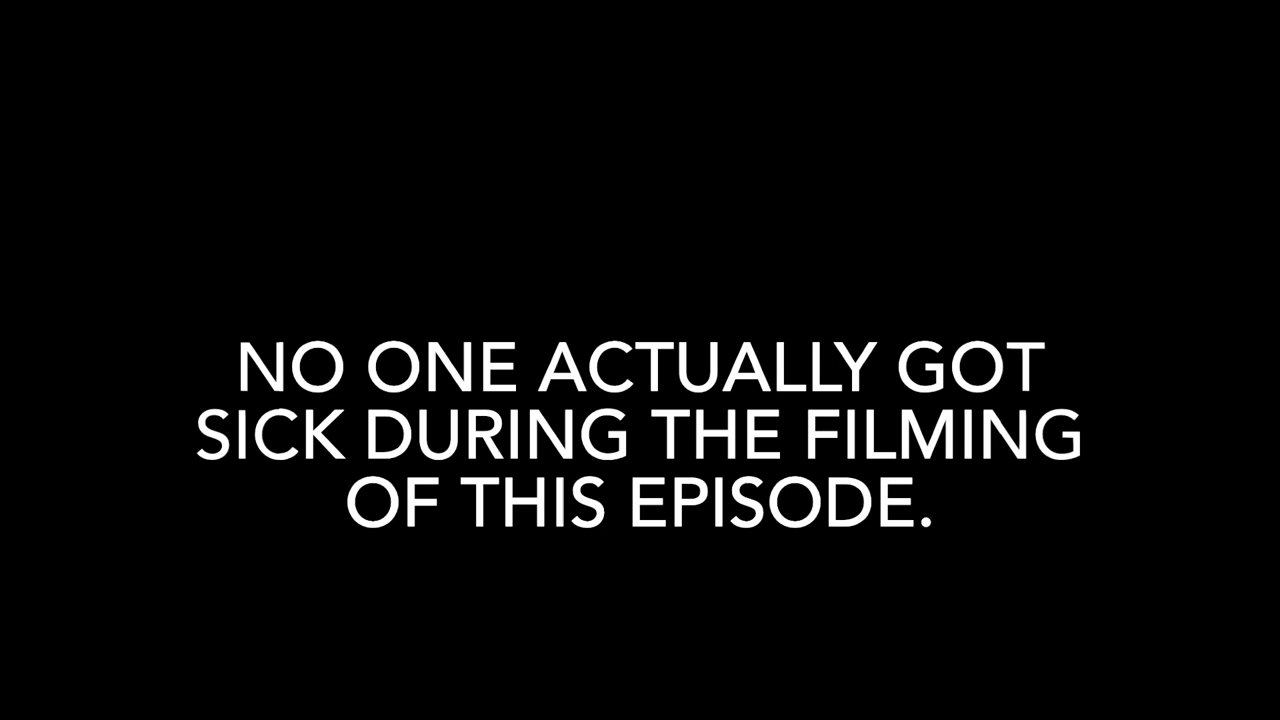 NO ONE ACTUALLY GOT
SICK DURING THE FILMING
OF THIS EPISODE.